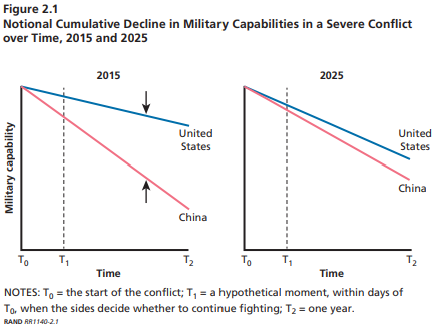 Figure 2.1
Notional Cumulative Decline in Military Capabilities in a Severe Conflict
over Time, 2015 and 2025
2015
2025
Military capability
United
States
China
United
States
China
T0
T1
T2
T0
T1
T2
Time
Time
NOTES: T0 = the start of the conflict; T1 = a hypothetical moment, within days of
T0, when the sides decide whether to continue fighting; T2 = one year.
RAND RR1140-2.1